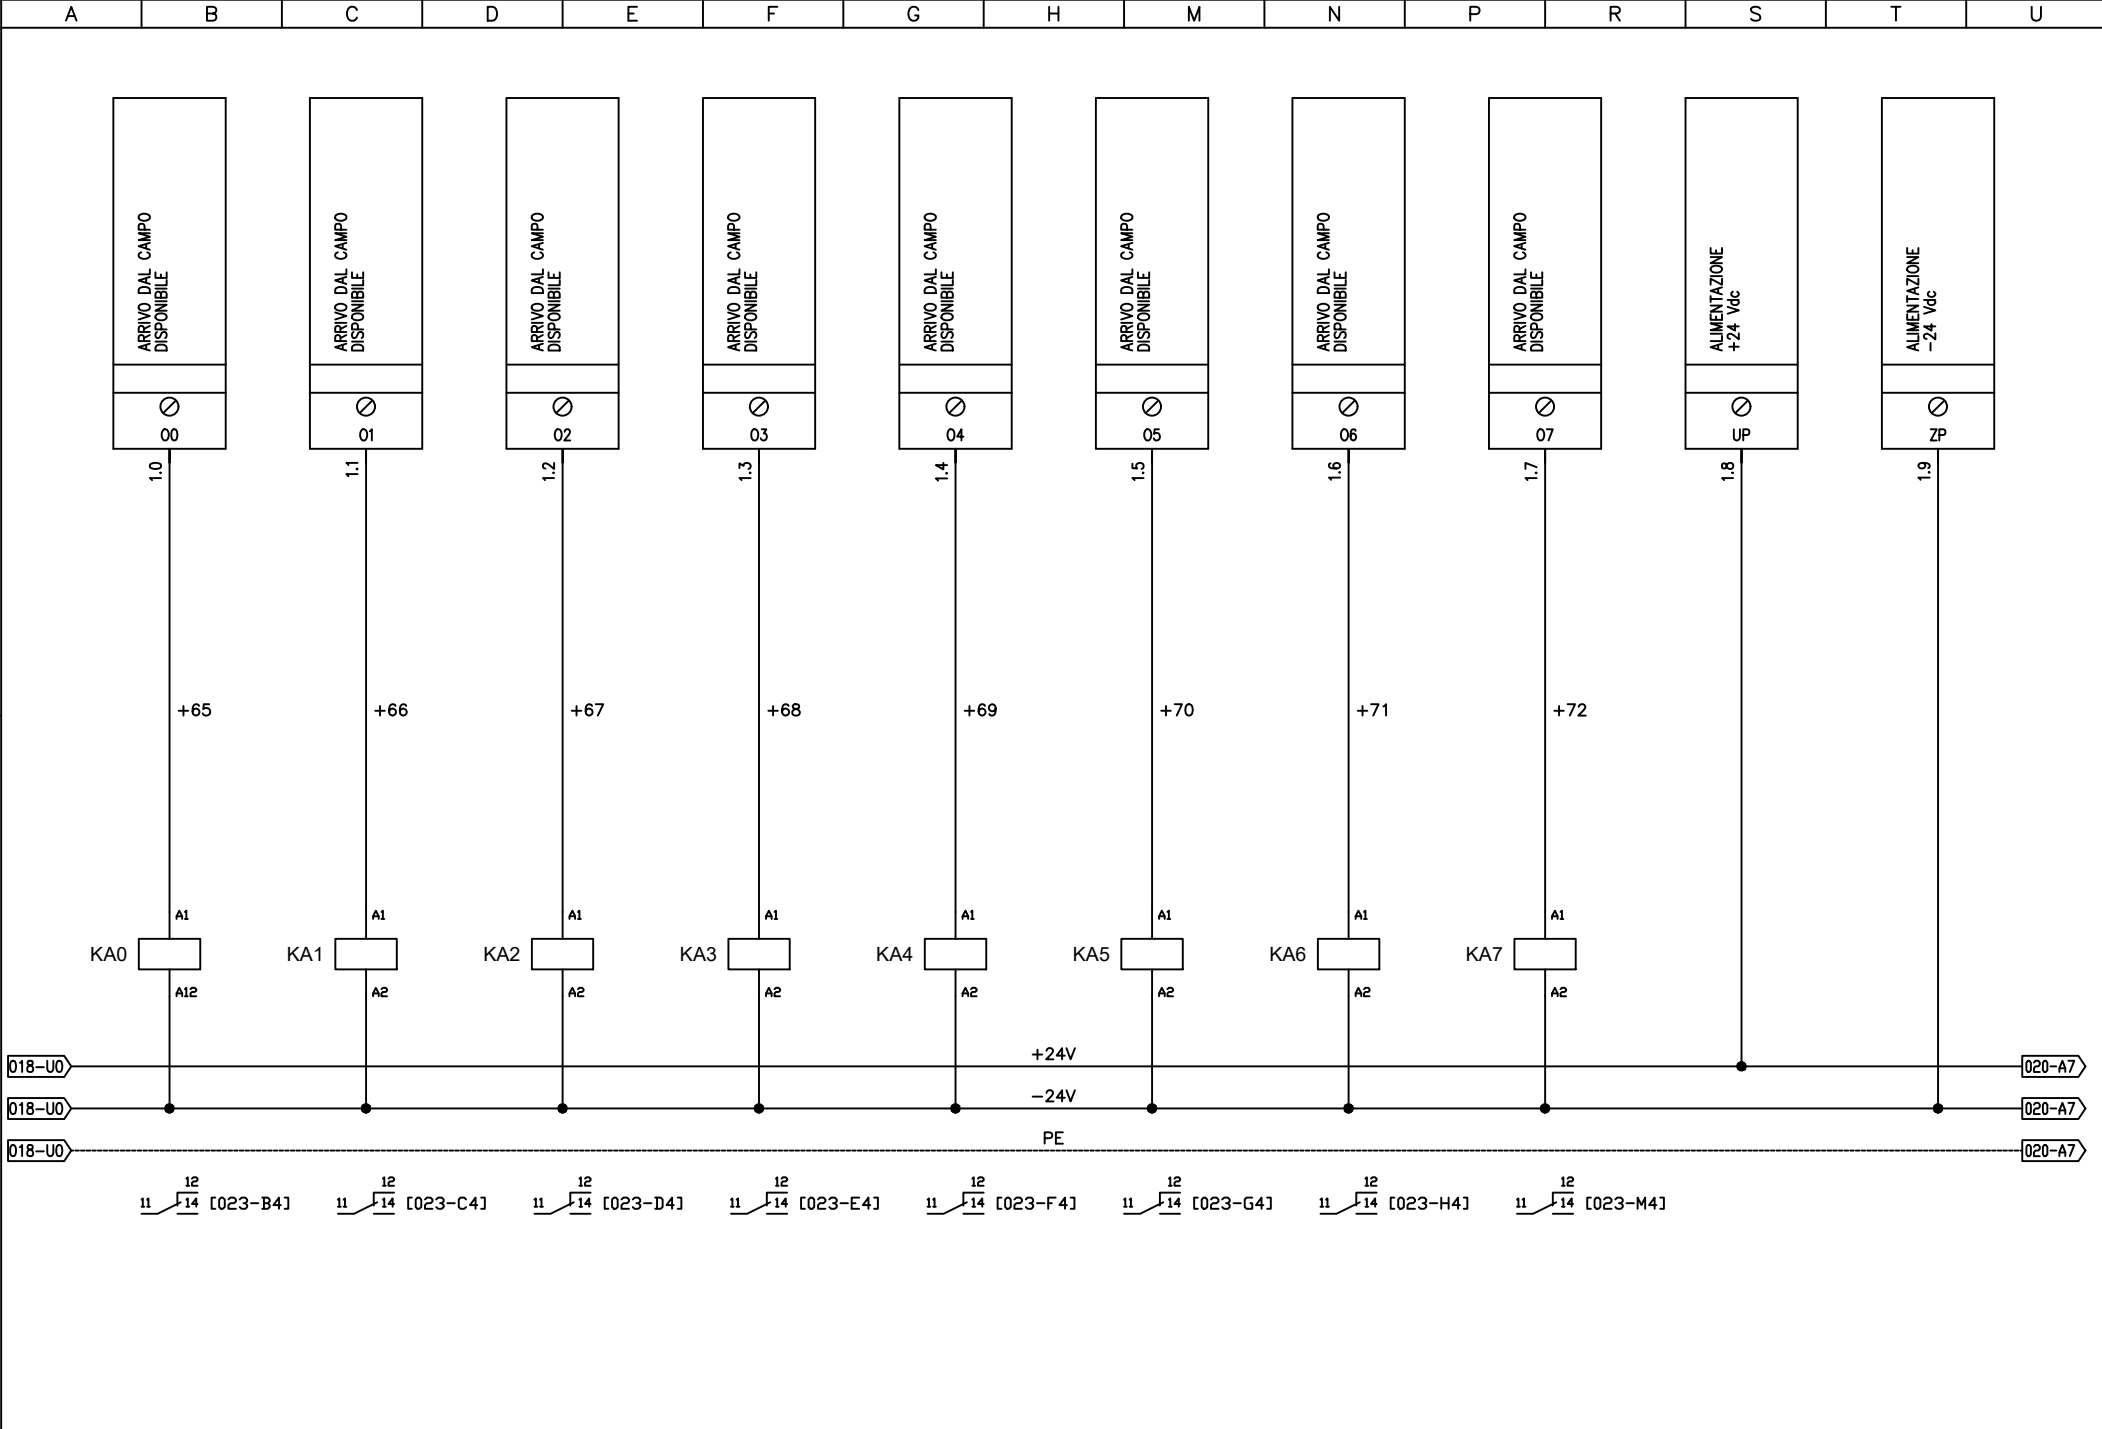 A B C D E F G H M N P R S T U
ARRIVO DAL CAMPO
DISPONIBILE
ARRIVO DAL CAMPO
DISPONIBILE
ARRIVO DAL CAMPO
DISPONIBILE
ARRIVO DAL CAMPO
DISPONIBILE
ARRIVO DAL CAMPO
DISPONIBILE
ARRIVO DAL CAMPO
DISPONIBILE
ARRIVO DAL CAMPO
DISPONIBILE
ARRIVO DAL CAMPO
DISPONIBILE
ALIMENTAZIONE
+24 Vdc
ALIMENTAZIONE
-24 Vdc
00 01 02 03 04 05 06 07 UP ZP
1.0 1.1 1.2 1.3 1.4 1.5 1.6 1.7 1.8 1.9
+65 +66 +67 +68 +69 +70 +71 +72
A1 A1 A1 A1 A1 A1 A1 A1
KA0 KA1 KA2 KA3 KA4 KA5 KA6 KA7
A12 A2 A2 A2 A2 A2 A2 A2
018-U0 +24V 020-A7
018-U0 -24V 020-A7
018-U0 PE 020-A7
12 12 12 12 12 12 12 12
11 14 [023-B4] 11 14 [023-C4] 11 14 [023-D4] 11 14 [023-E4] 11 14 [023-F4] 11 14 [023-G4] 11 14 [023-H4] 11 14 [023-M4]